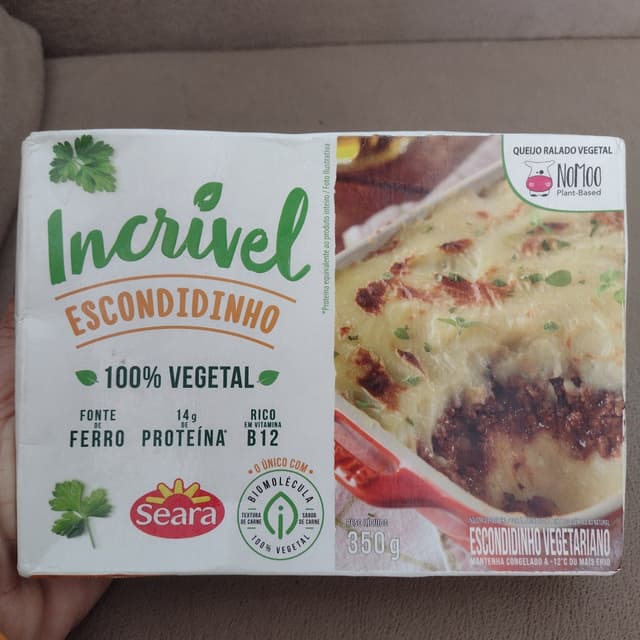 Incrível
ESCONDIDINHO
100% VEGETAL
FONTE
DE
FERRO
14g
DE
PROTEÍNA*
RICO
EM VITAMINA
B12
O ÚNICO COM
BIOMOLÉCULA
TEXTURA
DE CARNE
SABOR
DE CARNE
100% VEGETAL
Seara
*Proteína equivalente ao produto inteiro / Foto Ilustrativa
QUEIJO RALADO VEGETAL
NOMOO
Plant-Based
PESO LÍQUIDO
350g
ESCONDIDINHO VEGETARIANO
MANTENHA CONGELADO A -12°C OU MAIS FRIO